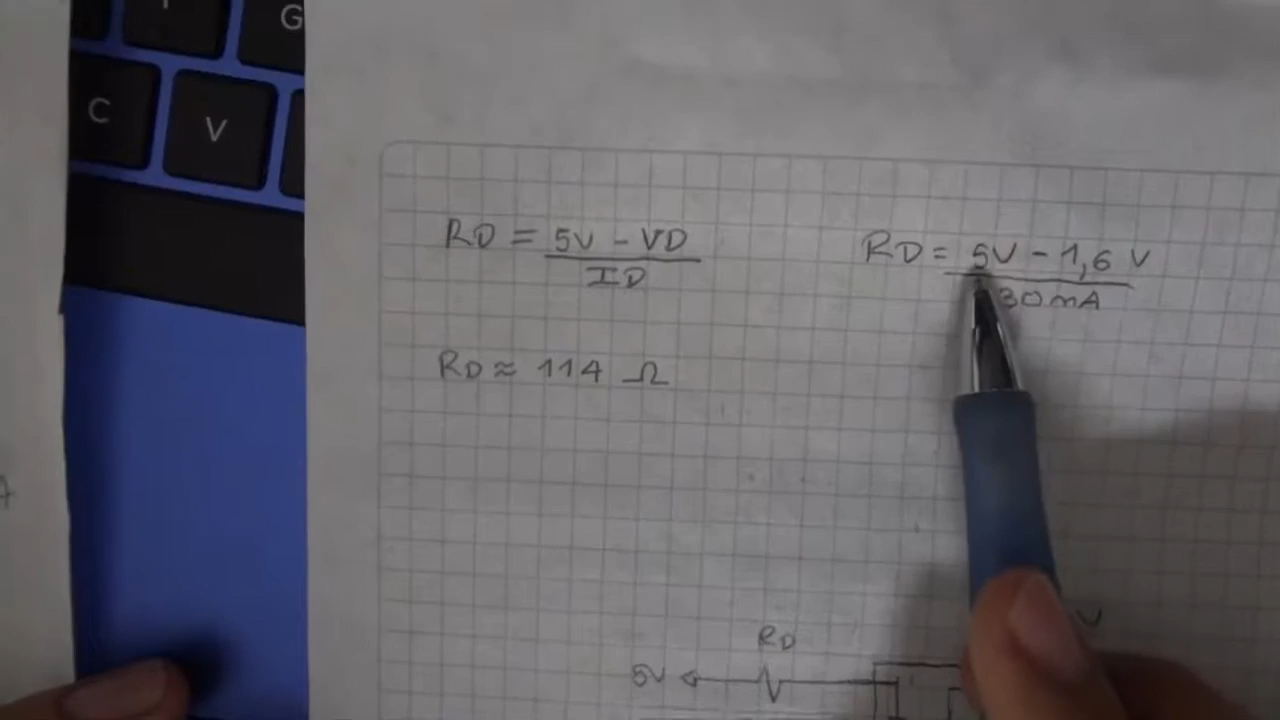 G
C V
RD = 5V - VD
ID
RD = 5V - 1,6 V
30mA
RD ≈ 114 Ω
RD
V
5V